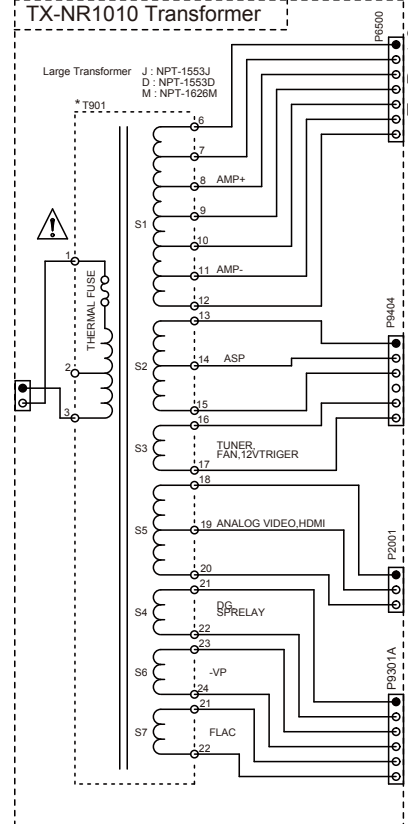 TX-NR1010 Transformer
P6500
Large Transformer J : NPT-1553J
D : NPT-1553D
M : NPT-1626M
* T901
6
7
8 AMP+
9
S1
10
1
11 AMP-
THERMAL FUSE
12
13
P9404
2
S2
14 ASP
15
3
16
S3
TUNER,
FAN,12VTRIGER
17
18
S5
19 ANALOG VIDEO,HDMI
P2001
20
21
S4
DG
SPRELAY
22
23
P9301A
S6
-VP
24
21
S7
FLAC
22